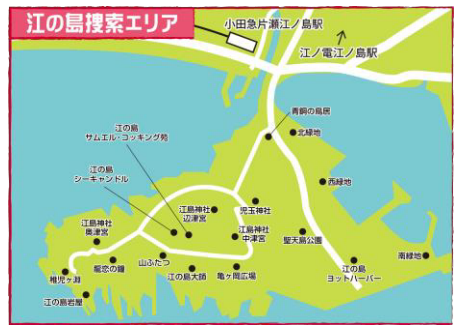 江の島捜索エリア
小田急片瀬江ノ島駅
江ノ電江ノ島駅
青銅の鳥居
北緑地
江の島
サムエル・コッキング苑
江の島
シーキャンドル
西緑地
江島神社
辺津宮
児玉神社
江島神社
奥津宮
江島神社
中津宮
聖天島公園
龍恋の鐘
山ふたつ
江の島大師
亀ヶ岡広場
江の島
ヨットハーバー
南緑地
稚児ヶ淵
江の島岩屋